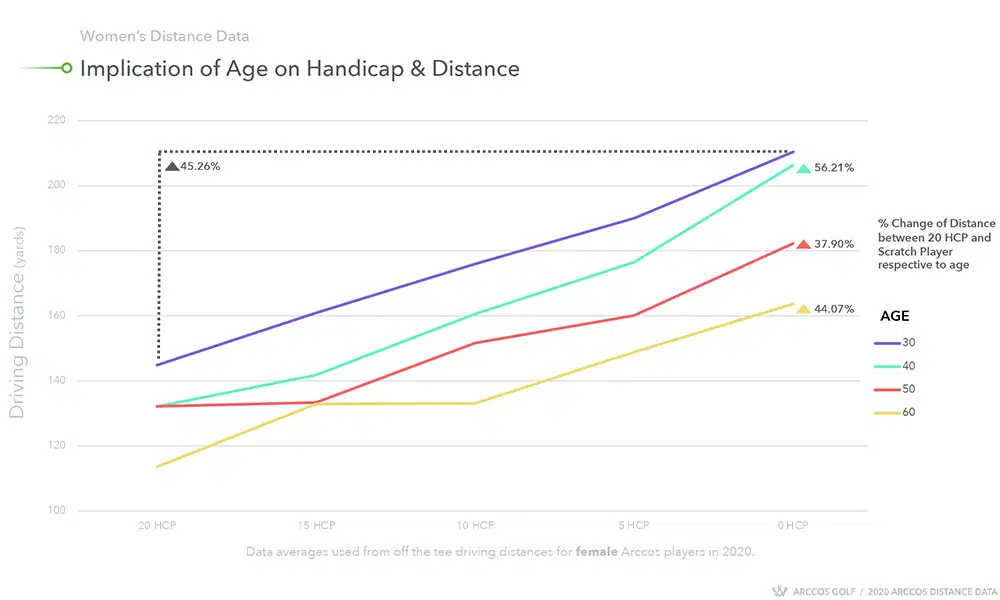 Women's Distance Data
Implication of Age on Handicap & Distance
220
200
180
160
140
120
100
Driving Distance (yards)
45.26%
56.21%
37.90%
44.07%
% Change of Distance
between 20 HCP and
Scratch Player
respective to age
AGE
30
40
50
60
20 HCP
15 HCP
10 HCP
5 HCP
0 HCP
Data averages used from off the tee driving distances for female Arccos players in 2020.
ARCCOS GOLF / 2020 ARCCOS DISTANCE DATA